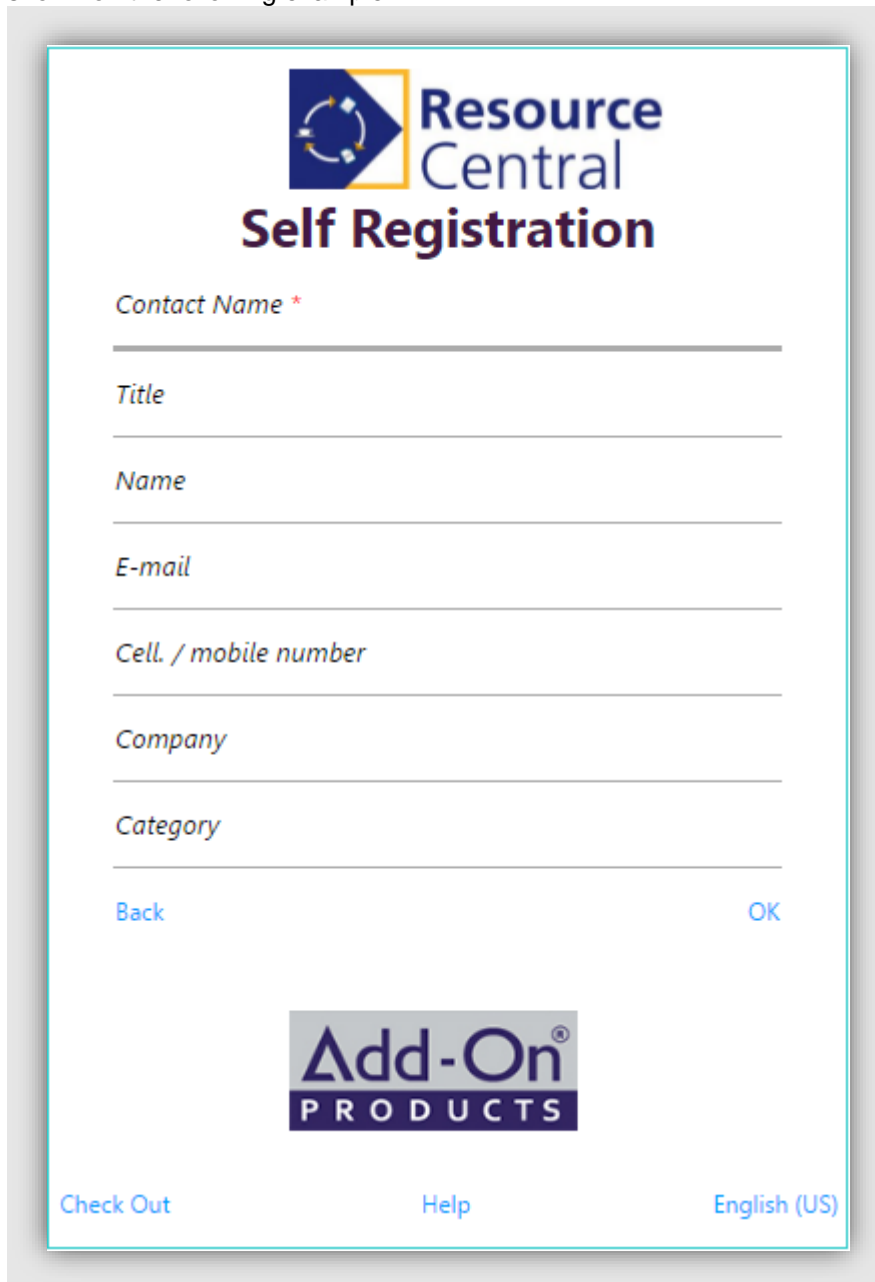 Resource
Central
Self Registration
Contact Name *
Title
Name
E-mail
Cell. / mobile number
Company
Category
Back OK
Add-On®
PRODUCTS
Check Out Help English (US)